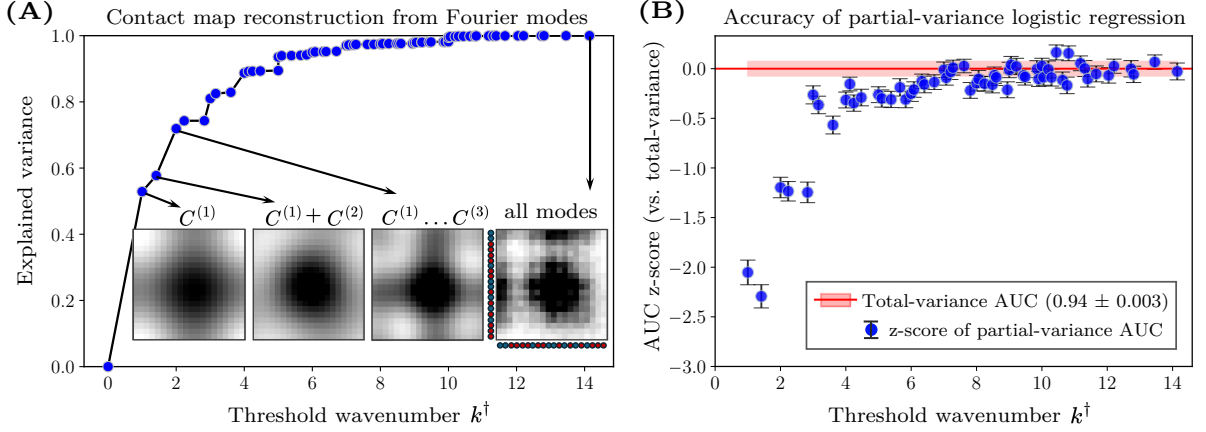 (A)
Contact map reconstruction from Fourier modes
1.0
0.8
0.6
0.4
0.2
0.0
Explained variance
C^{(1)}
C^{(1)} + C^{(2)}
C^{(1)} … C^{(3)}
all modes
0 2 4 6 8 10 12 14
Threshold wavenumber k^†
(B)
Accuracy of partial-variance logistic regression
0.0
−0.5
−1.0
−1.5
−2.0
−2.5
−3.0
AUC z-score (vs. total-variance)
Total-variance AUC (0.94 ± 0.003)
z-score of partial-variance AUC
0 2 4 6 8 10 12 14
Threshold wavenumber k^†